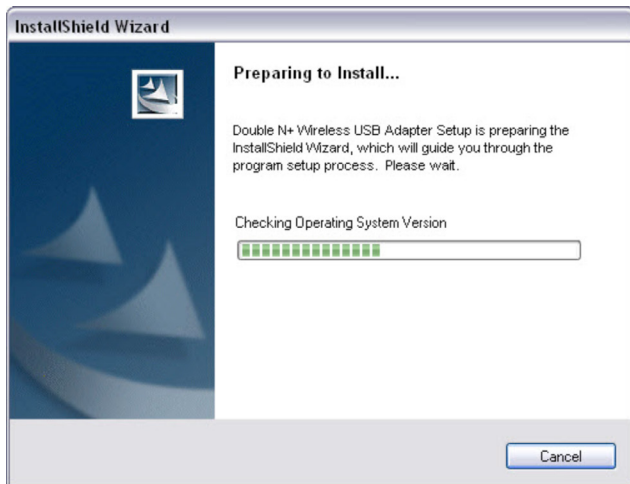 InstallShield Wizard
Preparing to Install...
Double N+ Wireless USB Adapter Setup is preparing the
InstallShield Wizard, which will guide you through the
program setup process. Please wait.
Checking Operating System Version
Cancel